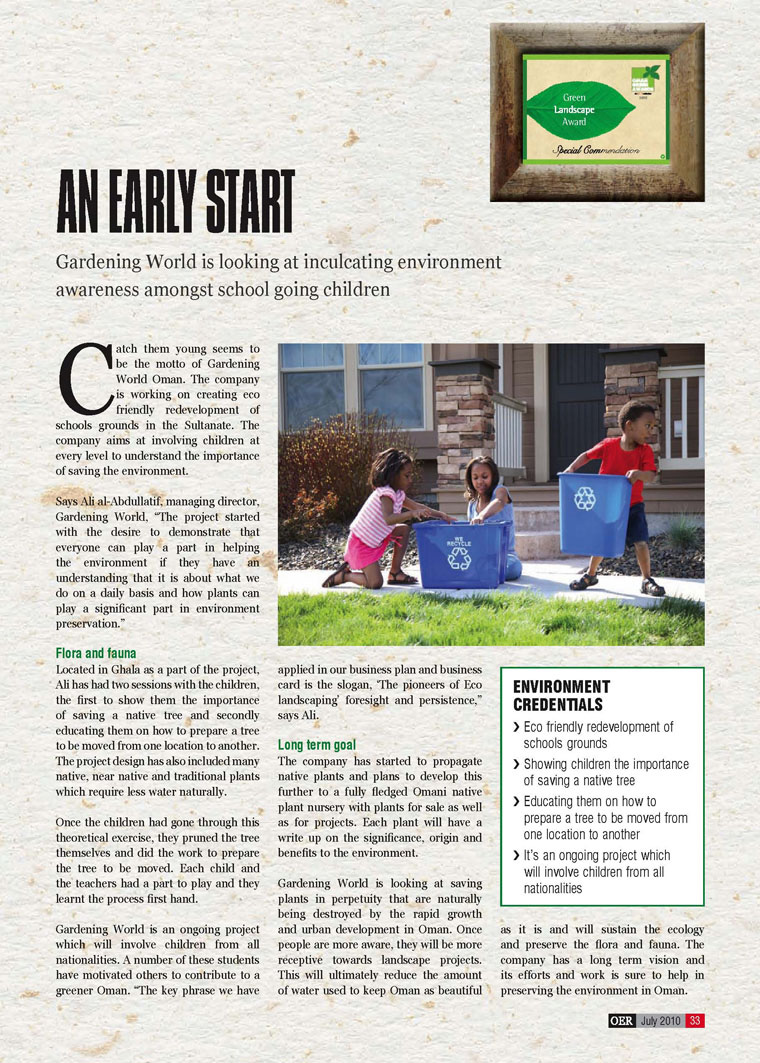 Green
Landscape
Award
Special Commendation
AN EARLY START
Gardening World is looking at inculcating environment
awareness amongst school going children
Catch them young seems to
be the motto of Gardening
World Oman. The company
is working on creating eco
friendly redevelopment of
schools grounds in the Sultanate. The
company aims at involving children at
every level to understand the importance
of saving the environment.
Says Ali al-Abdullatif, managing director,
Gardening World, “The project started
with the desire to demonstrate that
everyone can play a part in helping
the environment if they have an
understanding that it is about what we
do on a daily basis and how plants can
play a significant part in environment
preservation.”
Flora and fauna
Located in Ghala as a part of the project,
Ali has had two sessions with the children,
the first to show them the importance
of saving a native tree and secondly
educating them on how to prepare a tree
to be moved from one location to another.
The project design has also included many
native, near native and traditional plants
which require less water naturally.
Once the children had gone through this
theoretical exercise, they pruned the tree
themselves and did the work to prepare
the tree to be moved. Each child and
the teachers had a part to play and they
learnt the process first hand.
Gardening World is an ongoing project
which will involve children from all
nationalities. A number of these students
have motivated others to contribute to a
greener Oman. “The key phrase we have
WE
RECYCLE
applied in our business plan and business
card is the slogan, ‘The pioneers of Eco
landscaping’ foresight and persistence,”
says Ali.
Long term goal
The company has started to propagate
native plants and plans to develop this
further to a fully fledged Omani native
plant nursery with plants for sale as well
as for projects. Each plant will have a
write up on the significance, origin and
benefits to the environment.
Gardening World is looking at saving
plants in perpetuity that are naturally
being destroyed by the rapid growth
and urban development in Oman. Once
people are more aware, they will be more
receptive towards landscape projects.
This will ultimately reduce the amount
of water used to keep Oman as beautiful
ENVIRONMENT
CREDENTIALS
❯ Eco friendly redevelopment of
schools grounds
❯ Showing children the importance
of saving a native tree
❯ Educating them on how to
prepare a tree to be moved from
one location to another
❯ It’s an ongoing project which
will involve children from all
nationalities
as it is and will sustain the ecology
and preserve the flora and fauna. The
company has a long term vision and
its efforts and work is sure to help in
preserving the environment in Oman.
OER July 2010 33